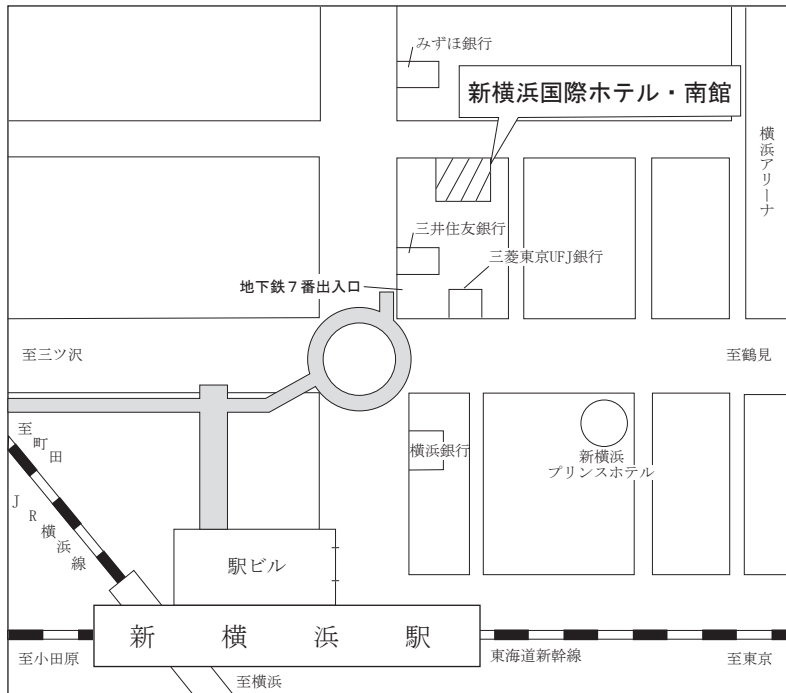 みずほ銀行
新横浜国際ホテル・南館
横浜アリーナ
三井住友銀行
三菱東京UFJ銀行
地下鉄７番出入口
至三ツ沢
至鶴見
至町田
JR横浜線
横浜銀行
新横浜
プリンスホテル
駅ビル
新横浜駅
至小田原
至横浜
東海道新幹線
至東京